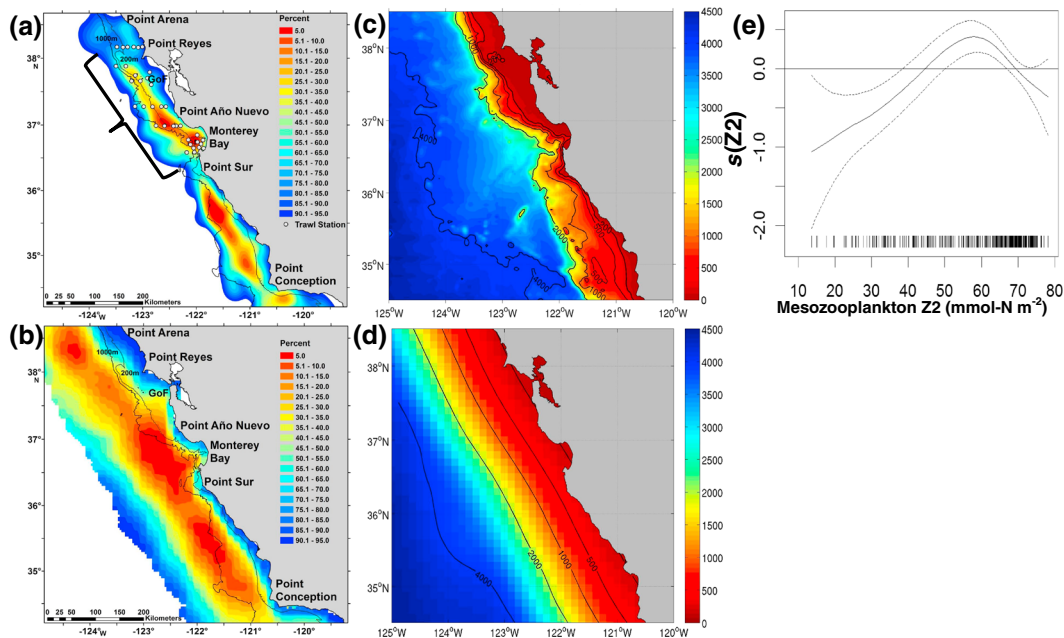 (a)
Point Arena
Point Reyes
1000m
200m
GoF
Point Año Nuevo
Monterey
Bay
Point Sur
Point
Conception
Percent
5.0
5.1 - 10.0
10.1 - 15.0
15.1 - 20.0
20.1 - 25.0
25.1 - 30.0
30.1 - 35.0
35.1 - 40.0
40.1 - 45.0
45.1 - 50.0
50.1 - 55.0
55.1 - 60.0
60.1 - 65.0
65.1 - 70.0
70.1 - 75.0
75.1 - 80.0
80.1 - 85.0
85.1 - 90.0
90.1 - 95.0
Trawl Station
38°
N
37°
36°
35°
0 25 50 100 150 200
Kilometers
-124°W -123° -122° -121° -120°
(c)
38°N
37°N
36°N
35°N
1000
4000
2000
500
500
1000
4000
125°W 124°W 123°W 122°W 121°W 120°W
4500
4000
3500
3000
2500
2000
1500
1000
500
0
(e)
s(Z2)
0.0
-1.0
-2.0
10 20 30 40 50 60 70 80
Mesozooplankton Z2 (mmol-N m⁻²)
(b)
Point Arena
Point Reyes
1000m
200m
GoF
Point Año Nuevo
Monterey
Bay
Point Sur
Point
Conception
Percent
5.0
5.1 - 10.0
10.1 - 15.0
15.1 - 20.0
20.1 - 25.0
25.1 - 30.0
30.1 - 35.0
35.1 - 40.0
40.1 - 45.0
45.1 - 50.0
50.1 - 55.0
55.1 - 60.0
60.1 - 65.0
65.1 - 70.0
70.1 - 75.0
75.1 - 80.0
80.1 - 85.0
85.1 - 90.0
90.1 - 95.0
38°
N
37°
36°
35°
0 25 50 100 150 200
Kilometers
-124°W -123° -122° -121° -120°
(d)
38°N
37°N
36°N
35°N
4000
2000
1000
500
125°W 124°W 123°W 122°W 121°W 120°W
4500
4000
3500
3000
2500
2000
1500
1000
500
0